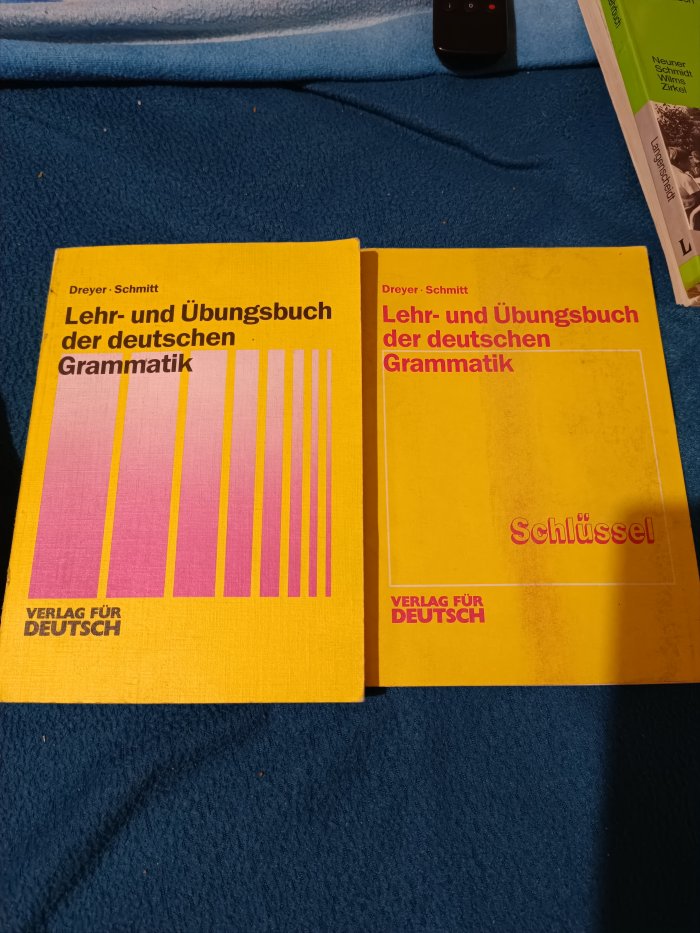 Dreyer · Schmitt
Lehr- und Übungsbuch
der deutschen
Grammatik
VERLAG FÜR
DEUTSCH
Dreyer · Schmitt
Lehr- und Übungsbuch
der deutschen
Grammatik
Schlüssel
VERLAG FÜR
DEUTSCH
Neuner
Schmidt
Wilms
Zirkel
Langenscheidt
L